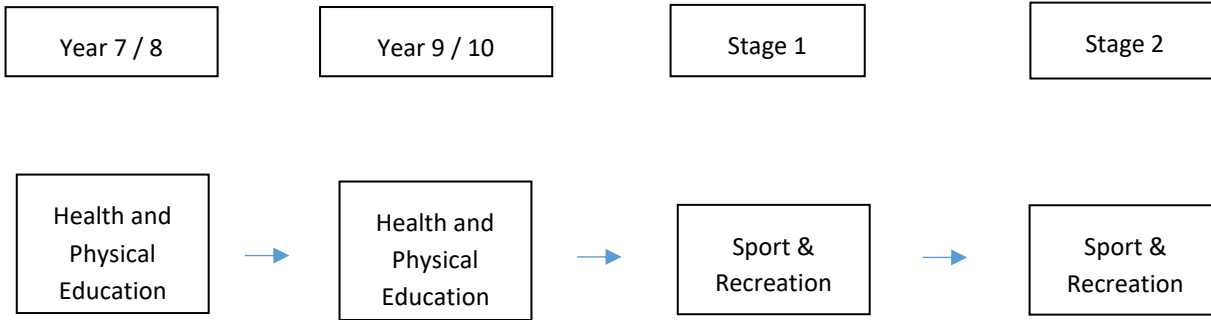 Year 7 / 8
Year 9 / 10
Stage 1
Stage 2
Health and
Physical
Education
Health and
Physical
Education
Sport &
Recreation
Sport &
Recreation